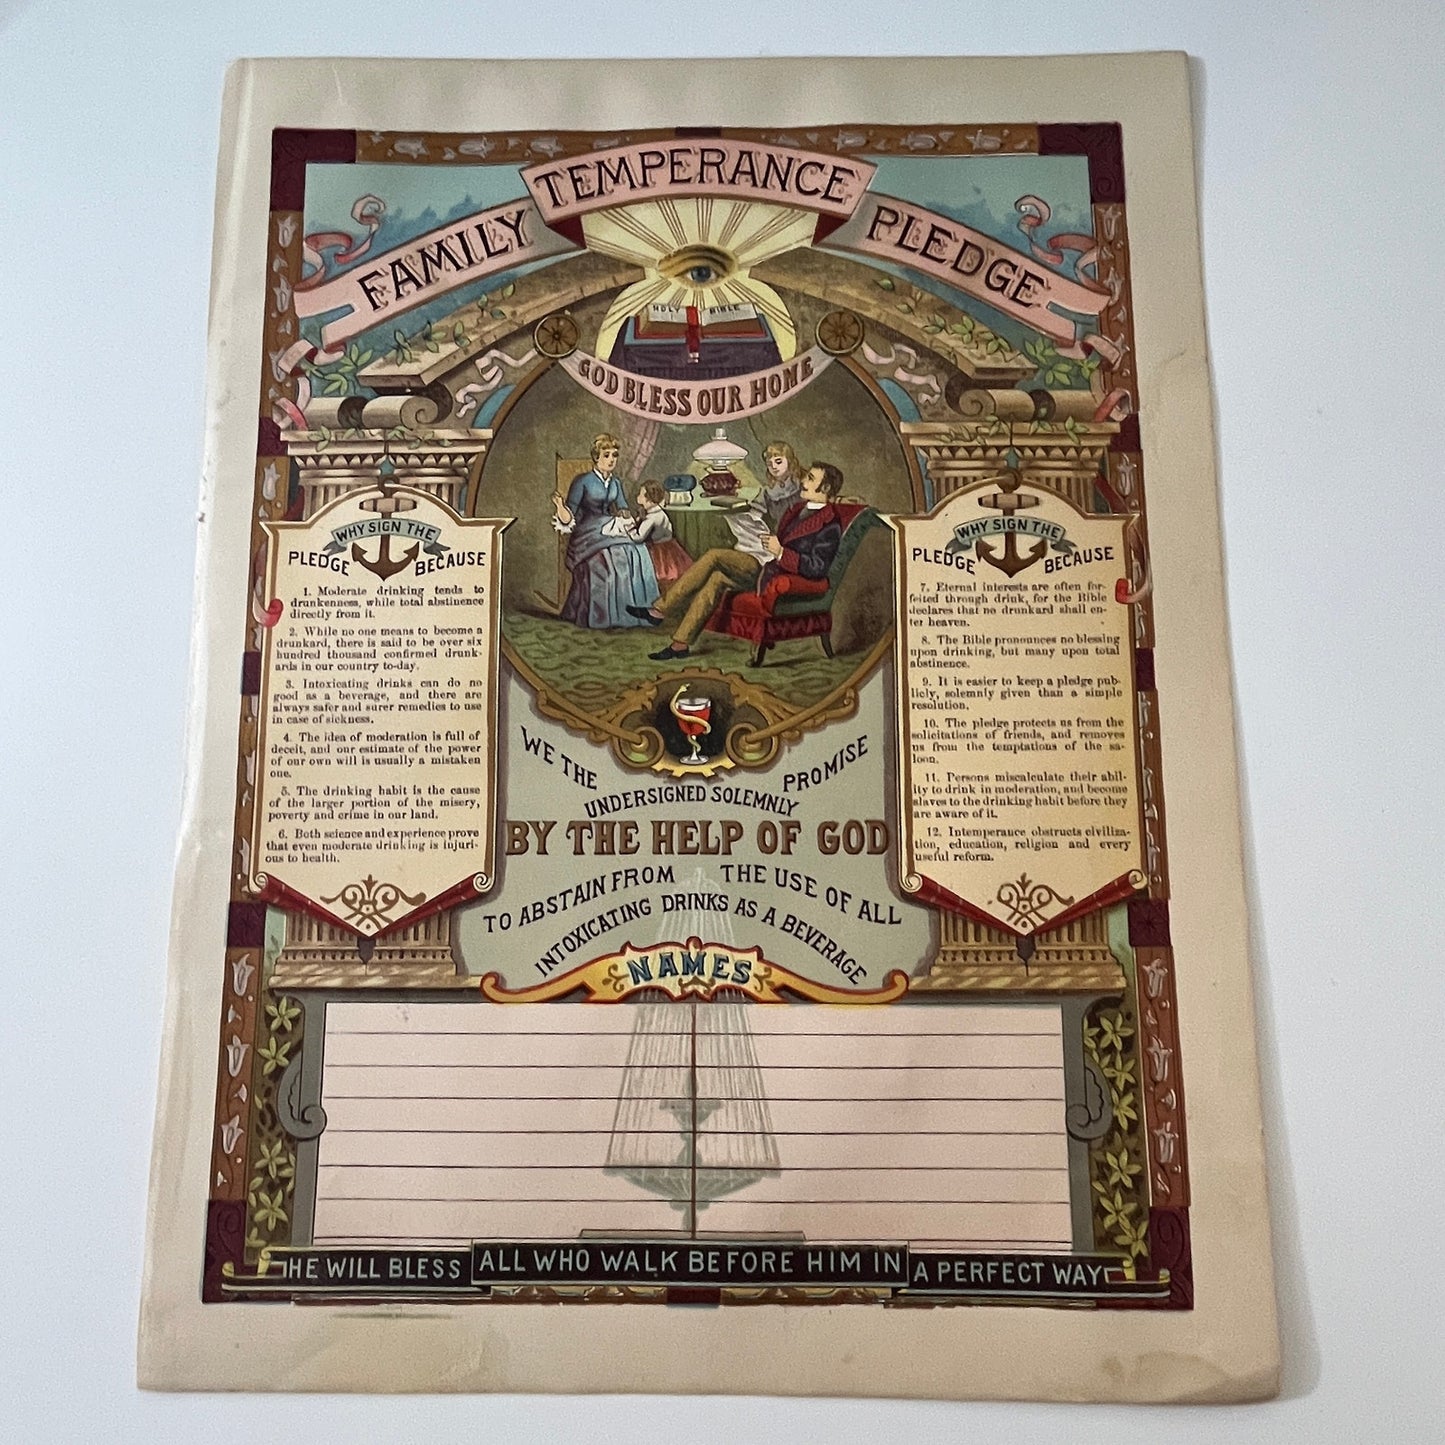 FAMILY TEMPERANCE PLEDGE
HOLY BIBLE
GOD BLESS OUR HOME
WHY SIGN THE
PLEDGE BECAUSE
1. Moderate drinking tends to
drunkenness, while total abstinence
directly from it.
2. While no one means to become a
drunkard, there is said to be over six
hundred thousand confirmed drunk-
ards in our country to-day.
3. Intoxicating drinks can do no
good as a beverage, and there are
always safer and surer remedies to use
in case of sickness.
4. The idea of moderation is full of
deceit, and our estimate of the power
of our own will is usually a mistaken
one.
5. The drinking habit is the cause
of the larger portion of the misery,
poverty and crime in our land.
6. Both science and experience prove
that even moderate drinking is injuri-
ous to health.
WHY SIGN THE
PLEDGE BECAUSE
7. Eternal interests are often for-
feited through drink, for the Bible
declares that no drunkard shall en-
ter heaven.
8. The Bible pronounces no blessing
upon drinking, but many upon total
abstinence.
9. It is easier to keep a pledge pub-
licly, solemnly given than a simple
resolution.
10. The pledge protects us from the
solicitations of friends, and removes
us from the temptations of the sa-
loon.
11. Persons miscalculate their abil-
ity to drink in moderation, and become
slaves to the drinking habit before they
are aware of it.
12. Intemperance obstructs civiliza-
tion, education, religion and every
useful reform.
WE THE
UNDERSIGNED SOLEMNLY
PROMISE
BY THE HELP OF GOD
TO ABSTAIN FROM THE USE OF ALL
INTOXICATING DRINKS AS A BEVERAGE
NAMES
HE WILL BLESS ALL WHO WALK BEFORE HIM IN A PERFECT WAY